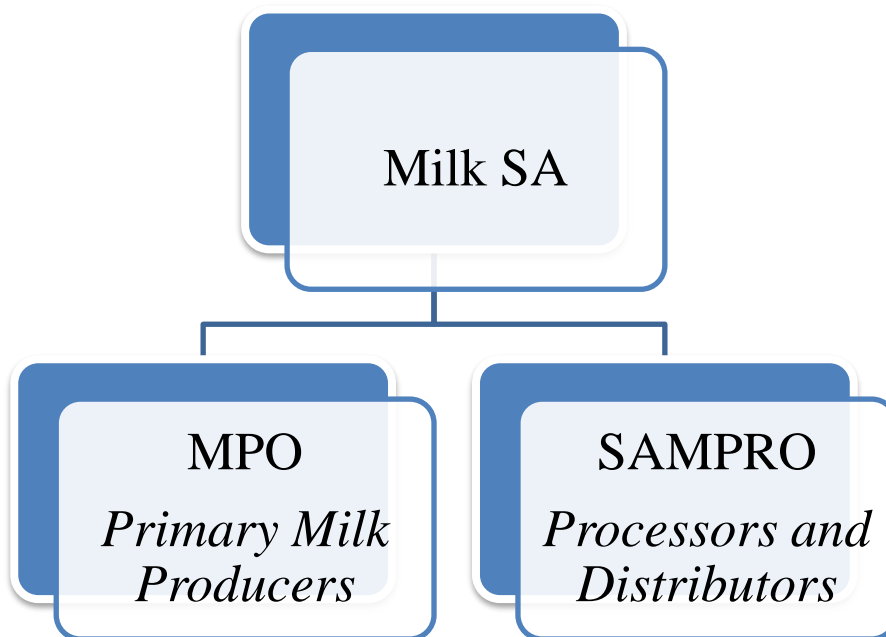 Milk SA
MPO
Primary Milk
Producers
SAMPRO
Processors and
Distributors